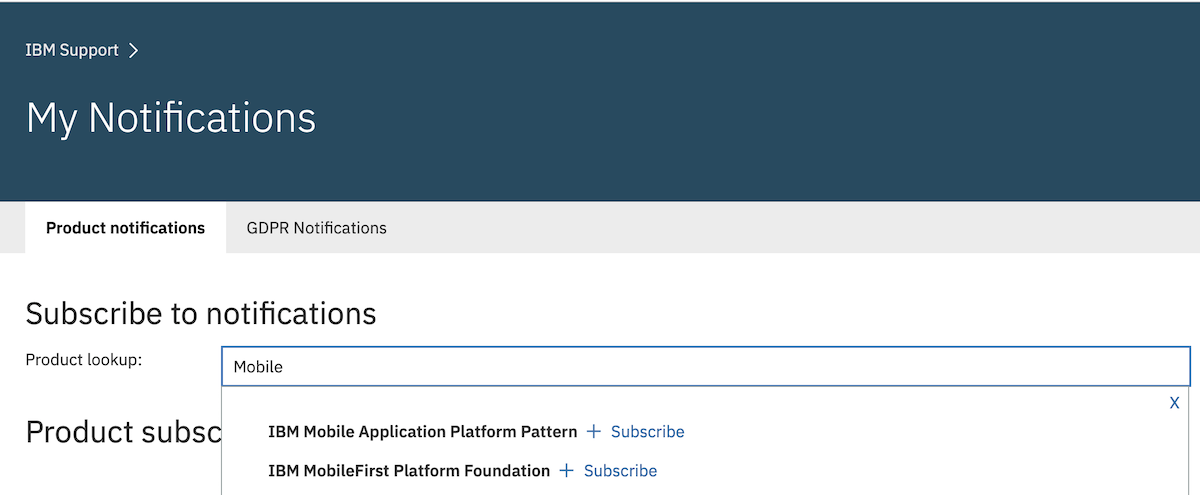 IBM Support >
My Notifications
Product notifications GDPR Notifications
Subscribe to notifications
Product lookup: Mobile
X
Product subsc
IBM Mobile Application Platform Pattern + Subscribe
IBM MobileFirst Platform Foundation + Subscribe